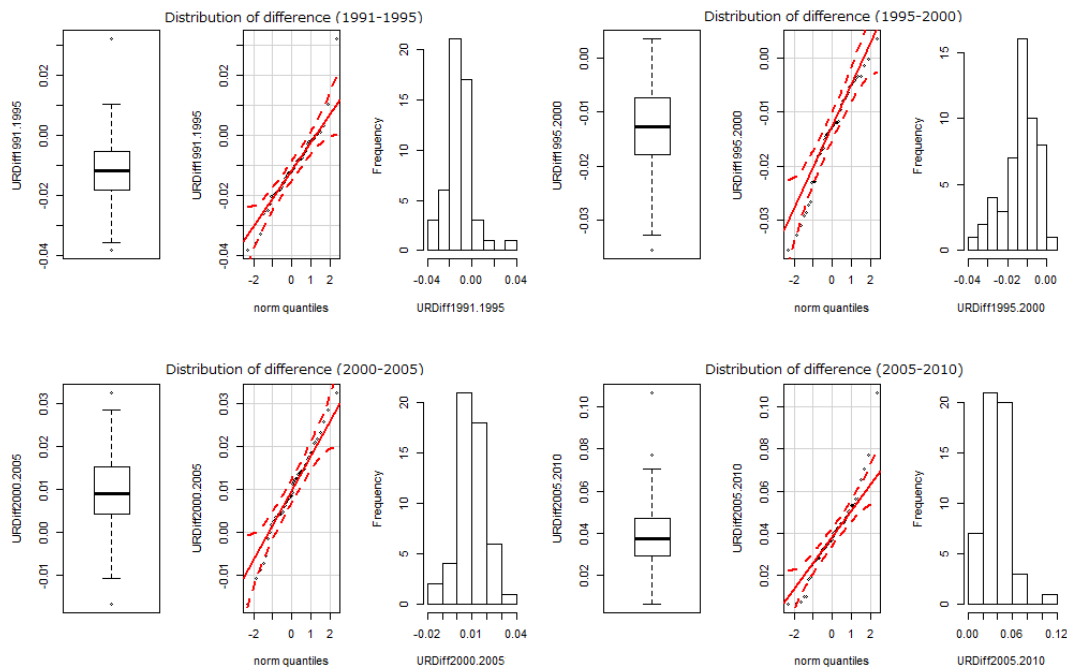 Distribution of difference (1991-1995)
URDiff1991.1995
-0.04 -0.02 0.00 0.02
URDiff1991.1995
-0.04 -0.02 0.00 0.02
-2 0 1 2
norm quantiles
Frequency
0 5 15 20
-0.04 0.00 0.04
URDiff1991.1995
Distribution of difference (1995-2000)
URDiff1995.2000
-0.03 -0.02 -0.01 0.00
URDiff1995.2000
-0.03 -0.02 -0.01 0.00
-2 0 1 2
norm quantiles
Frequency
0 5 10 15
-0.04 -0.02 0.00
URDiff1995.2000
Distribution of difference (2000-2005)
URDiff2000.2005
-0.01 0.00 0.01 0.02 0.03
URDiff2000.2005
-0.01 0.00 0.01 0.02 0.03
-2 0 1 2
norm quantiles
Frequency
0 5 10 15 20
-0.02 0.01 0.04
URDiff2000.2005
Distribution of difference (2005-2010)
URDiff2005.2010
0.02 0.04 0.06 0.08 0.10
URDiff2005.2010
0.02 0.04 0.06 0.08 0.10
-2 0 1 2
norm quantiles
Frequency
0 5 10 15 20
0.00 0.06 0.12
URDiff2005.2010